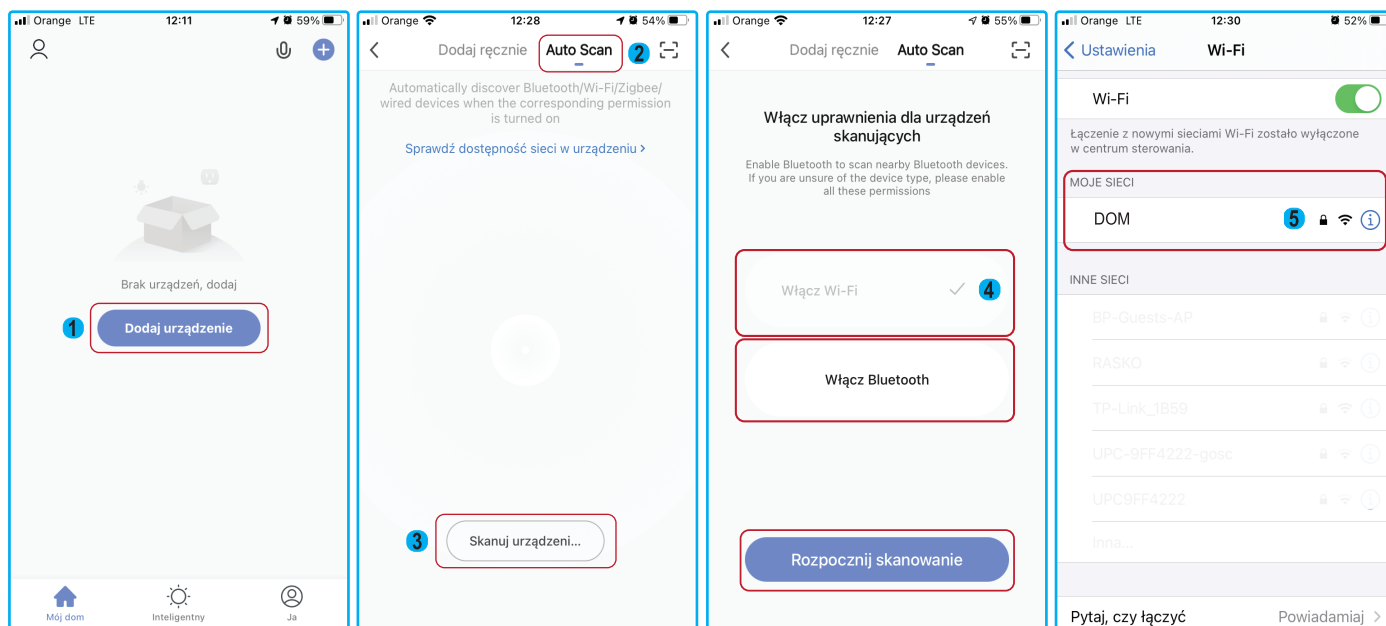 Orange LTE 12:11 59%
Brak urządzeń, dodaj
1 Dodaj urządzenie
Mój dom Inteligentny Ja
Orange 12:28 54%
Dodaj ręcznie Auto Scan 2
Automatically discover Bluetooth/Wi-Fi/Zigbee/
wired devices when the corresponding permission
is turned on
Sprawdź dostępność sieci w urządzeniu >
3 Skanuj urządzeni...
Orange 12:27 55%
Dodaj ręcznie Auto Scan
Włącz uprawnienia dla urządzeń
skanujących
Enable Bluetooth to scan nearby Bluetooth devices.
If you are unsure of the device type, please enable
all these permissions
Włącz Wi-Fi 4
Włącz Bluetooth
Rozpocznij skanowanie
Orange LTE 12:30 52%
Ustawienia Wi-Fi
Wi-Fi
Łączenie z nowymi sieciami Wi-Fi zostało wyłączone
w centrum sterowania.
MOJE SIECI
DOM 5
INNE SIECI
BP-Guests-AP
RASKO
TP-Link_1B59
UPC-9FF4222-gosc
UPC9FF4222
Inna...
Pytaj, czy łączyć Powiadamiaj >